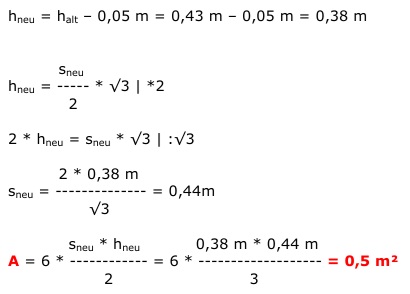 hneu = halt – 0,05 m = 0,43 m – 0,05 m = 0,38 m
sneu
hneu = ----- * √3 | *2
2
2 * hneu = sneu * √3 | :√3
2 * 0,38 m
sneu = -------------- = 0,44m
√3
sneu * hneu 0,38 m * 0,44 m
A = 6 * ------------ = 6 * ------------------- = 0,5 m²
2 3